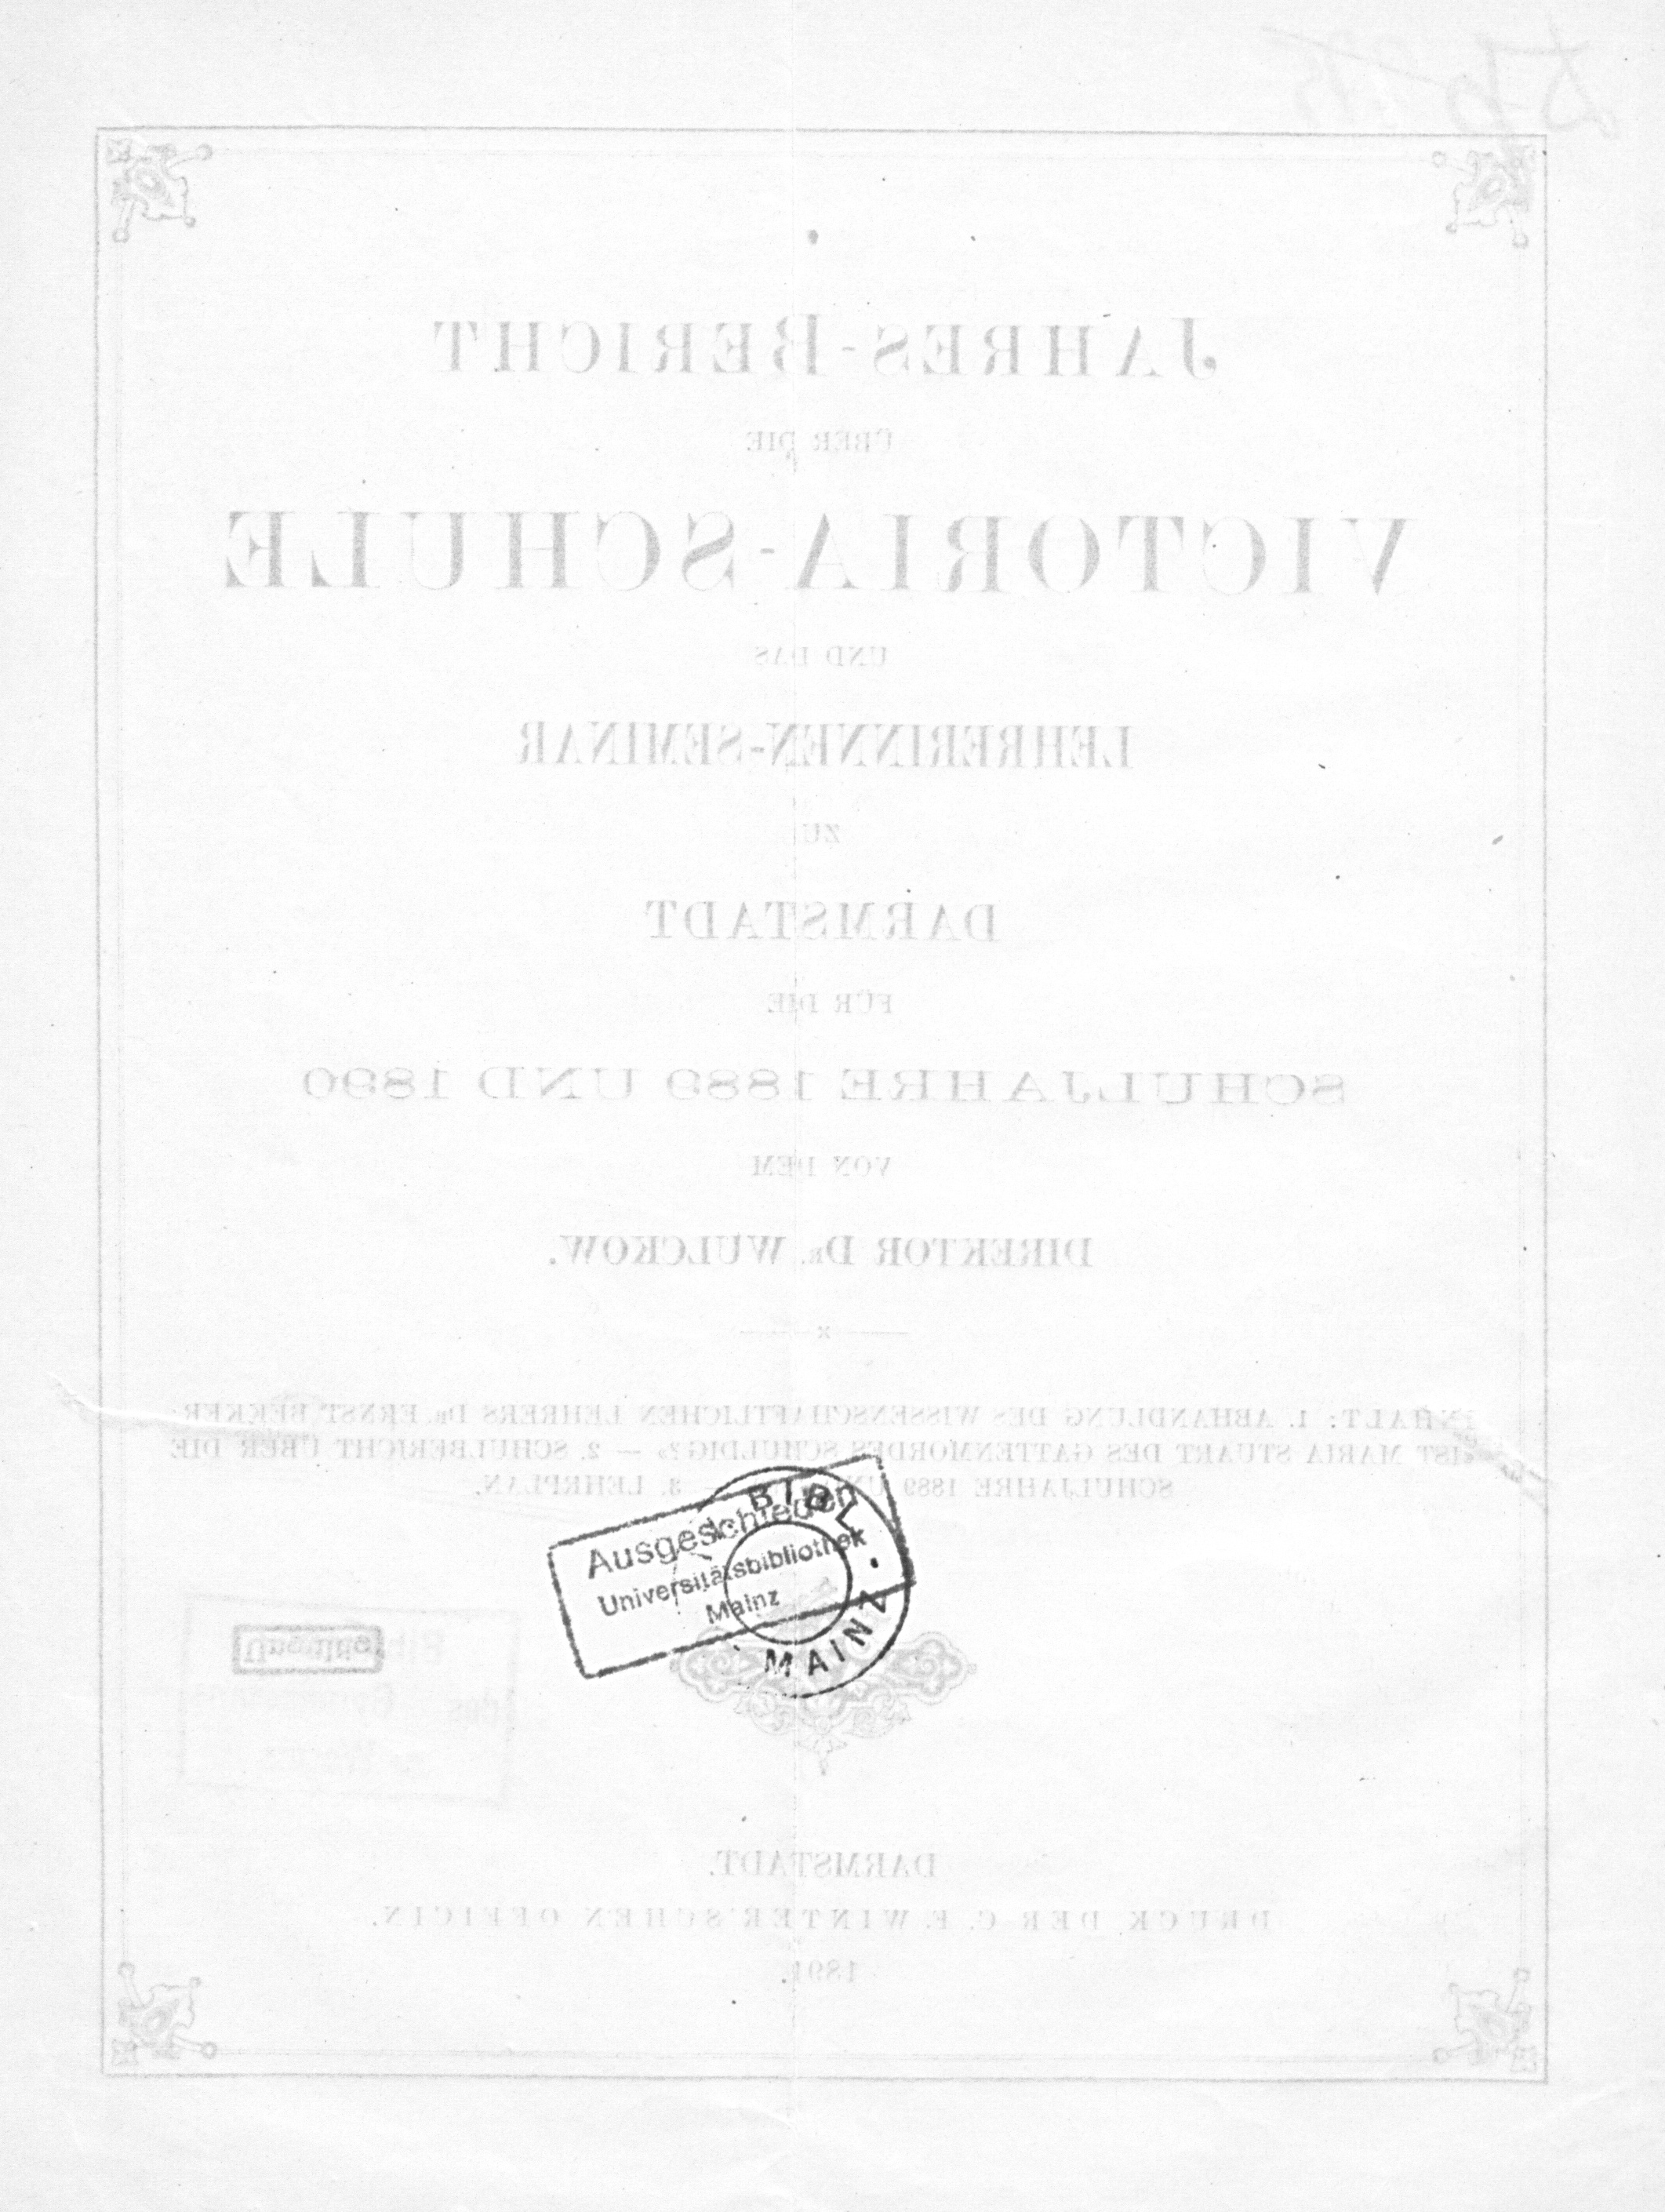 JAHRES-BERICHT
ÜBER DIE
VICTORIA-SCHULE
UND DAS
LEHRERINNEN-SEMINAR
ZU
DARMSTADT
FÜR DIE
SCHULJAHRE 1889 UND 1890
VON DEM
DIREKTOR DR. WULCKOW.
INHALT: 1. ABHANDLUNG DES WISSENSCHAFTLICHEN LEHRERS DR. ERNST BEKKER:
«IST MARIA STUART DES GATTENMORDES SCHULDIG?» — 2. SCHULBERICHT ÜBER DIE
SCHULJAHRE 1889 — 3. LEHRPLAN.
BIBL. MAINZ
Ausgeschieden
Universitätsbibliothek
Mainz
DARMSTADT.
DRUCK DER C. F. WINTER'SCHEN OFFICIN.
1891.